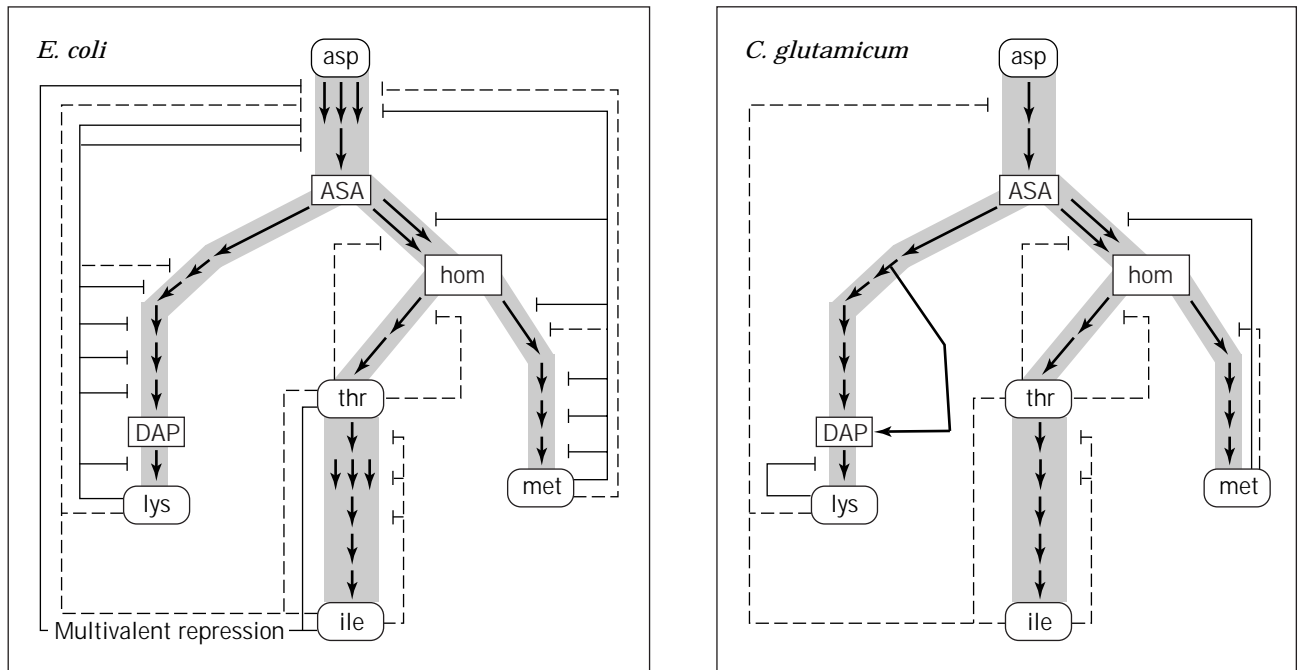 E. coli
asp
ASA
hom
thr
DAP
lys
met
ile
Multivalent repression
C. glutamicum
asp
ASA
hom
thr
DAP
lys
met
ile